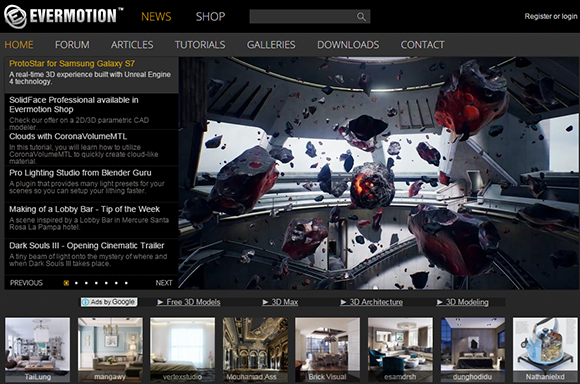 EVERMOTION™
NEWS
SHOP
Register or login
HOME
FORUM
ARTICLES
TUTORIALS
GALLERIES
DOWNLOADS
CONTACT
ProtoStar for Samsung Galaxy S7
A real-time 3D experience built with Unreal Engine
4 technology.
SolidFace Professional available in
Evermotion Shop
Check our offer on a 2D/3D parametric CAD
modeler.
Clouds with CoronaVolumeMTL
In this tutorial, you will learn how to utilize
CoronaVolumeMTL to quickly create cloud-like
material.
Pro Lighting Studio from Blender Guru
A plugin that provides many light presets for your
scenes so you can setup your lithing faster.
Making of a Lobby Bar - Tip of the Week
A scene inspired by a Lobby Bar in Mercure Santa
Rosa La Pampa hotel.
Dark Souls III - Opening Cinematic Trailer
A tiny beam of light onto the mystery of where and
when Dark Souls III takes place.
PREVIOUS
NEXT
Ads by Google
► Free 3D Models
► 3D Max
► 3D Architecture
► 3D Modeling
TaiLung
mangawy
vertexstudio
Mouhamad Ass.
Brick Visual
esamdrsh
dunghodidu
Nathanielxd